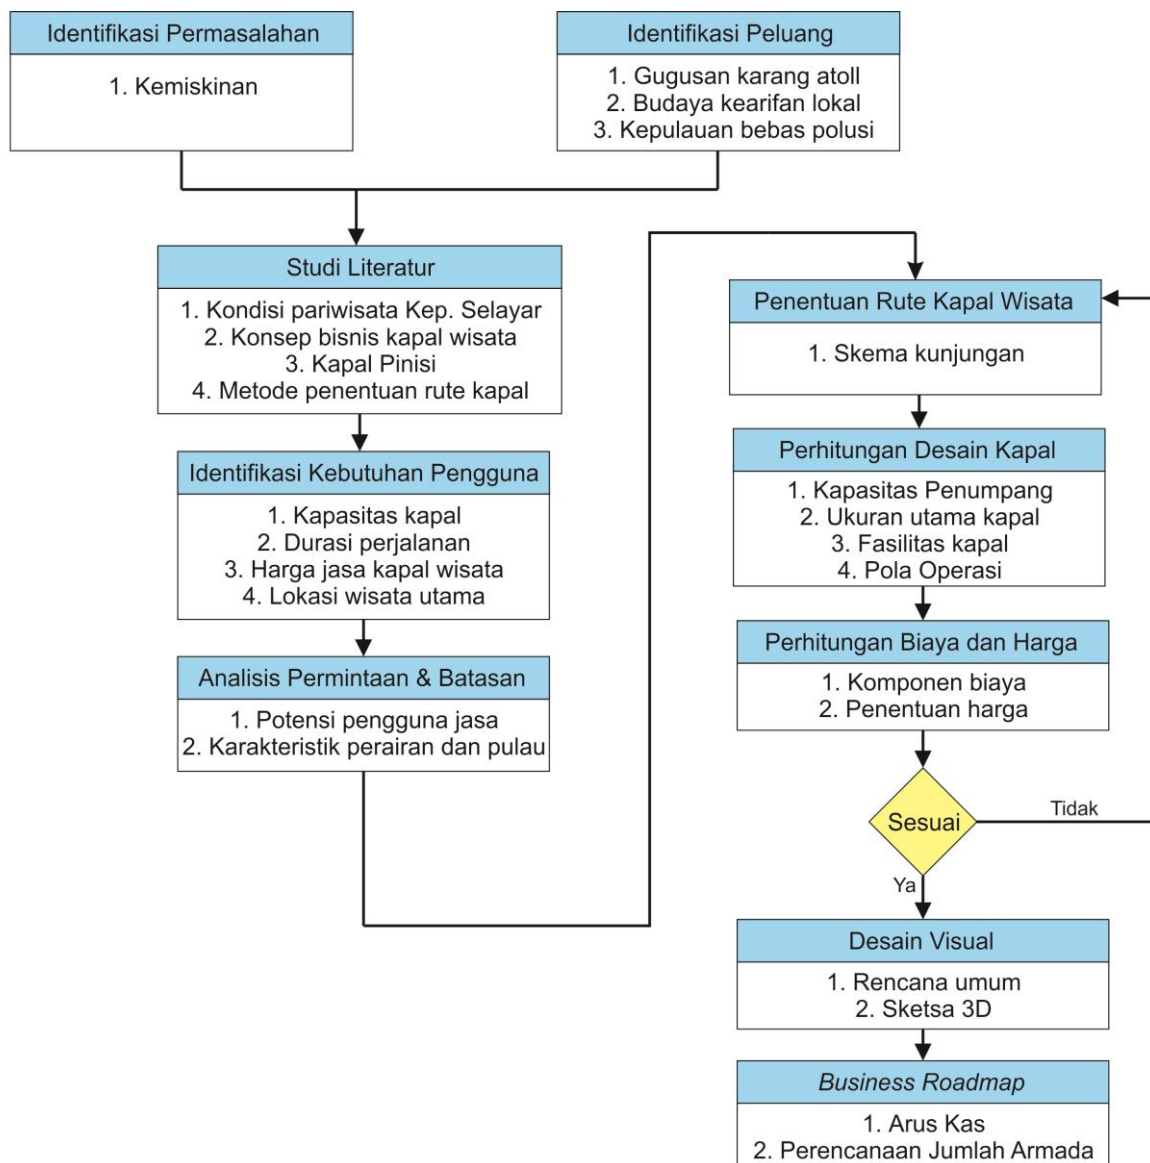 Identifikasi Permasalahan
1. Kemiskinan
Identifikasi Peluang
1. Gugusan karang atoll
2. Budaya kearifan lokal
3. Kepulauan bebas polusi
Studi Literatur
1. Kondisi pariwisata Kep. Selayar
2. Konsep bisnis kapal wisata
3. Kapal Pinisi
4. Metode penentuan rute kapal
Identifikasi Kebutuhan Pengguna
1. Kapasitas kapal
2. Durasi perjalanan
3. Harga jasa kapal wisata
4. Lokasi wisata utama
Analisis Permintaan & Batasan
1. Potensi pengguna jasa
2. Karakteristik perairan dan pulau
Penentuan Rute Kapal Wisata
1. Skema kunjungan
Perhitungan Desain Kapal
1. Kapasitas Penumpang
2. Ukuran utama kapal
3. Fasilitas kapal
4. Pola Operasi
Perhitungan Biaya dan Harga
1. Komponen biaya
2. Penentuan harga
Sesuai
Tidak
Ya
Desain Visual
1. Rencana umum
2. Sketsa 3D
Business Roadmap
1. Arus Kas
2. Perencanaan Jumlah Armada